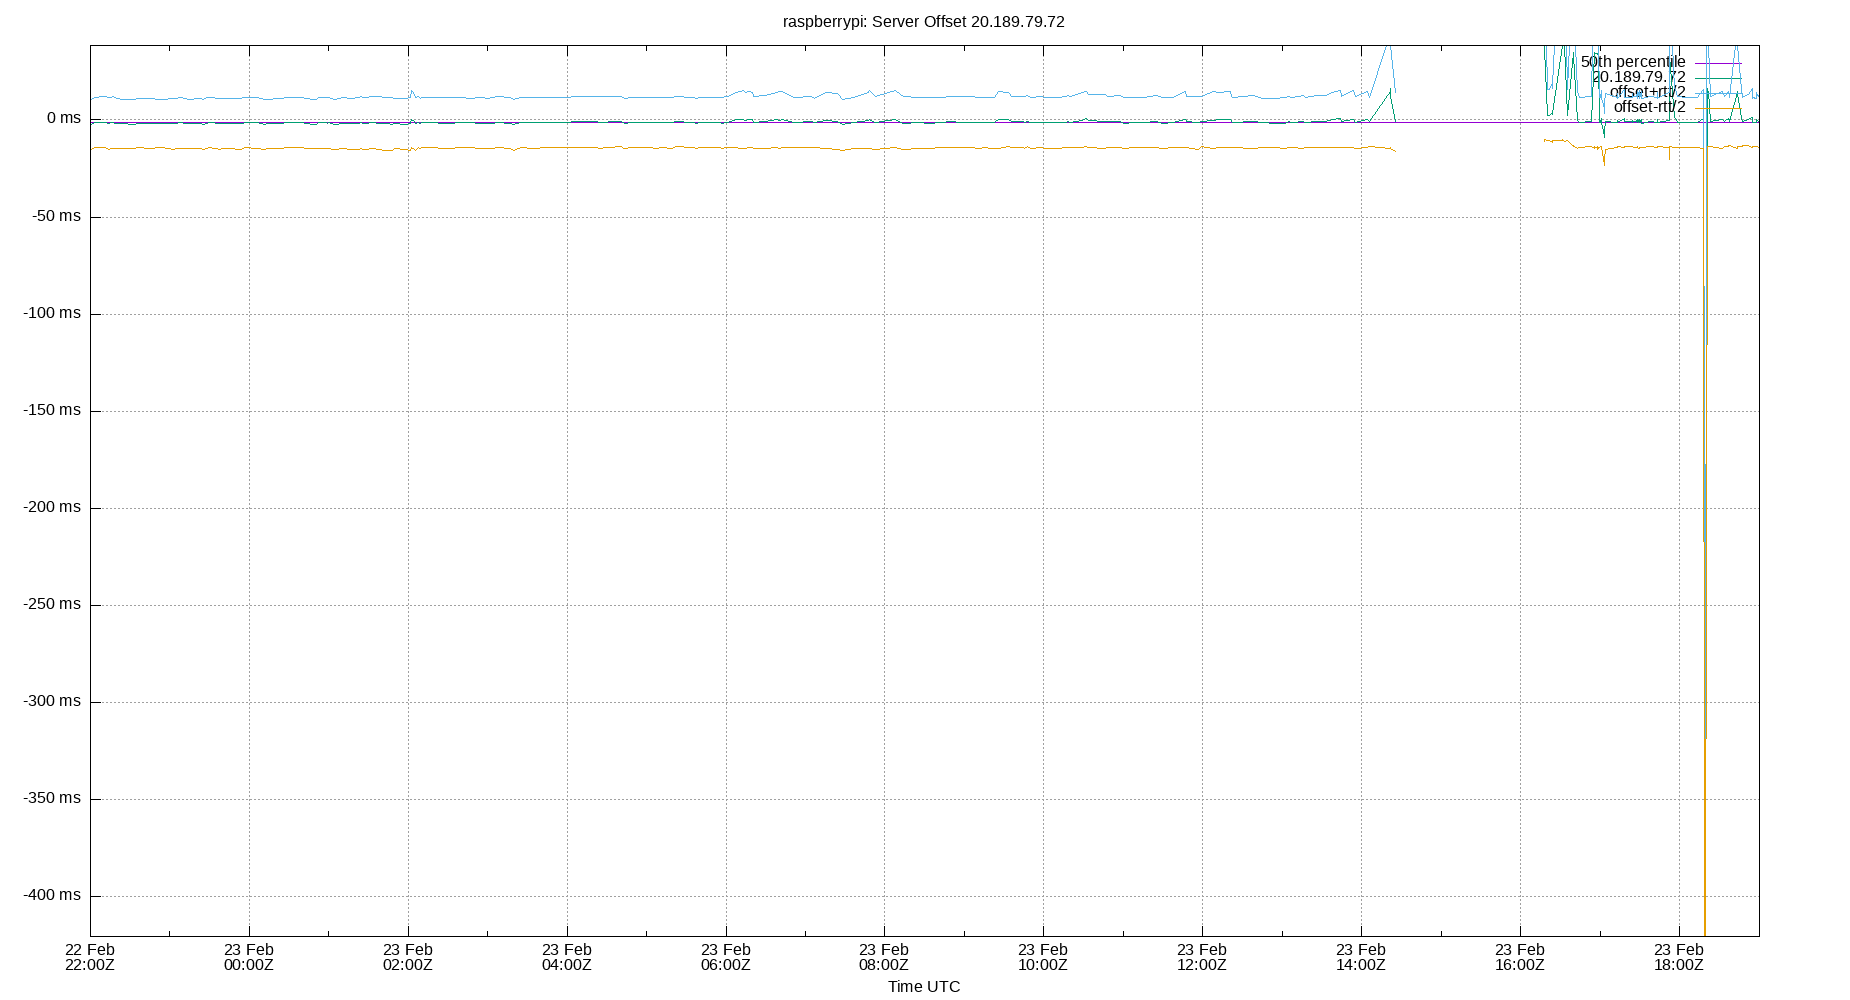 raspberrypi: Server Offset 20.189.79.72
50th percentile
20.189.79.72
offset+rtt/2
offset-rtt/2
0 ms
-50 ms
-100 ms
-150 ms
-200 ms
-250 ms
-300 ms
-350 ms
-400 ms
22 Feb
22:00Z
23 Feb
00:00Z
23 Feb
02:00Z
23 Feb
04:00Z
23 Feb
06:00Z
23 Feb
08:00Z
23 Feb
10:00Z
23 Feb
12:00Z
23 Feb
14:00Z
23 Feb
16:00Z
23 Feb
18:00Z
Time UTC